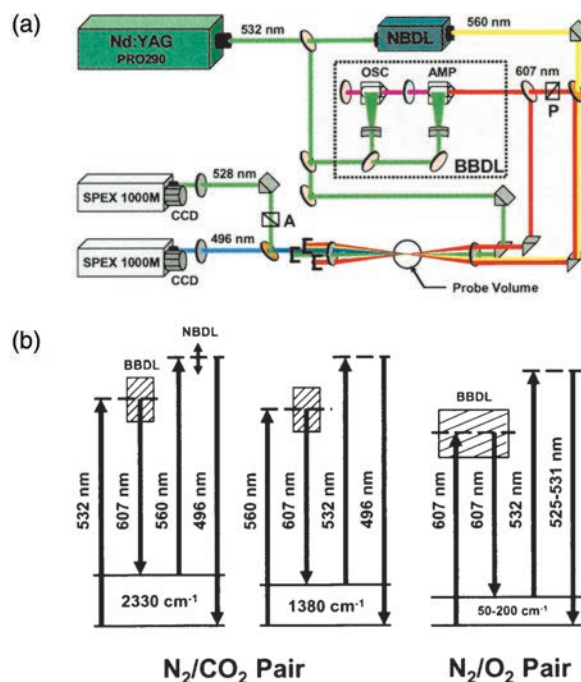 (a)
Nd:YAG
PRO290
532 nm
NBDL
560 nm
OSC
AMP
607 nm
P
BBDL
SPEX 1000M
CCD
528 nm
A
SPEX 1000M
CCD
496 nm
Probe Volume
(b)
BBDL
NBDL
532 nm
607 nm
560 nm
496 nm
2330 cm⁻¹
560 nm
607 nm
532 nm
496 nm
1380 cm⁻¹
BBDL
607 nm
607 nm
532 nm
525-531 nm
50-200 cm⁻¹
N₂/CO₂ Pair
N₂/O₂ Pair